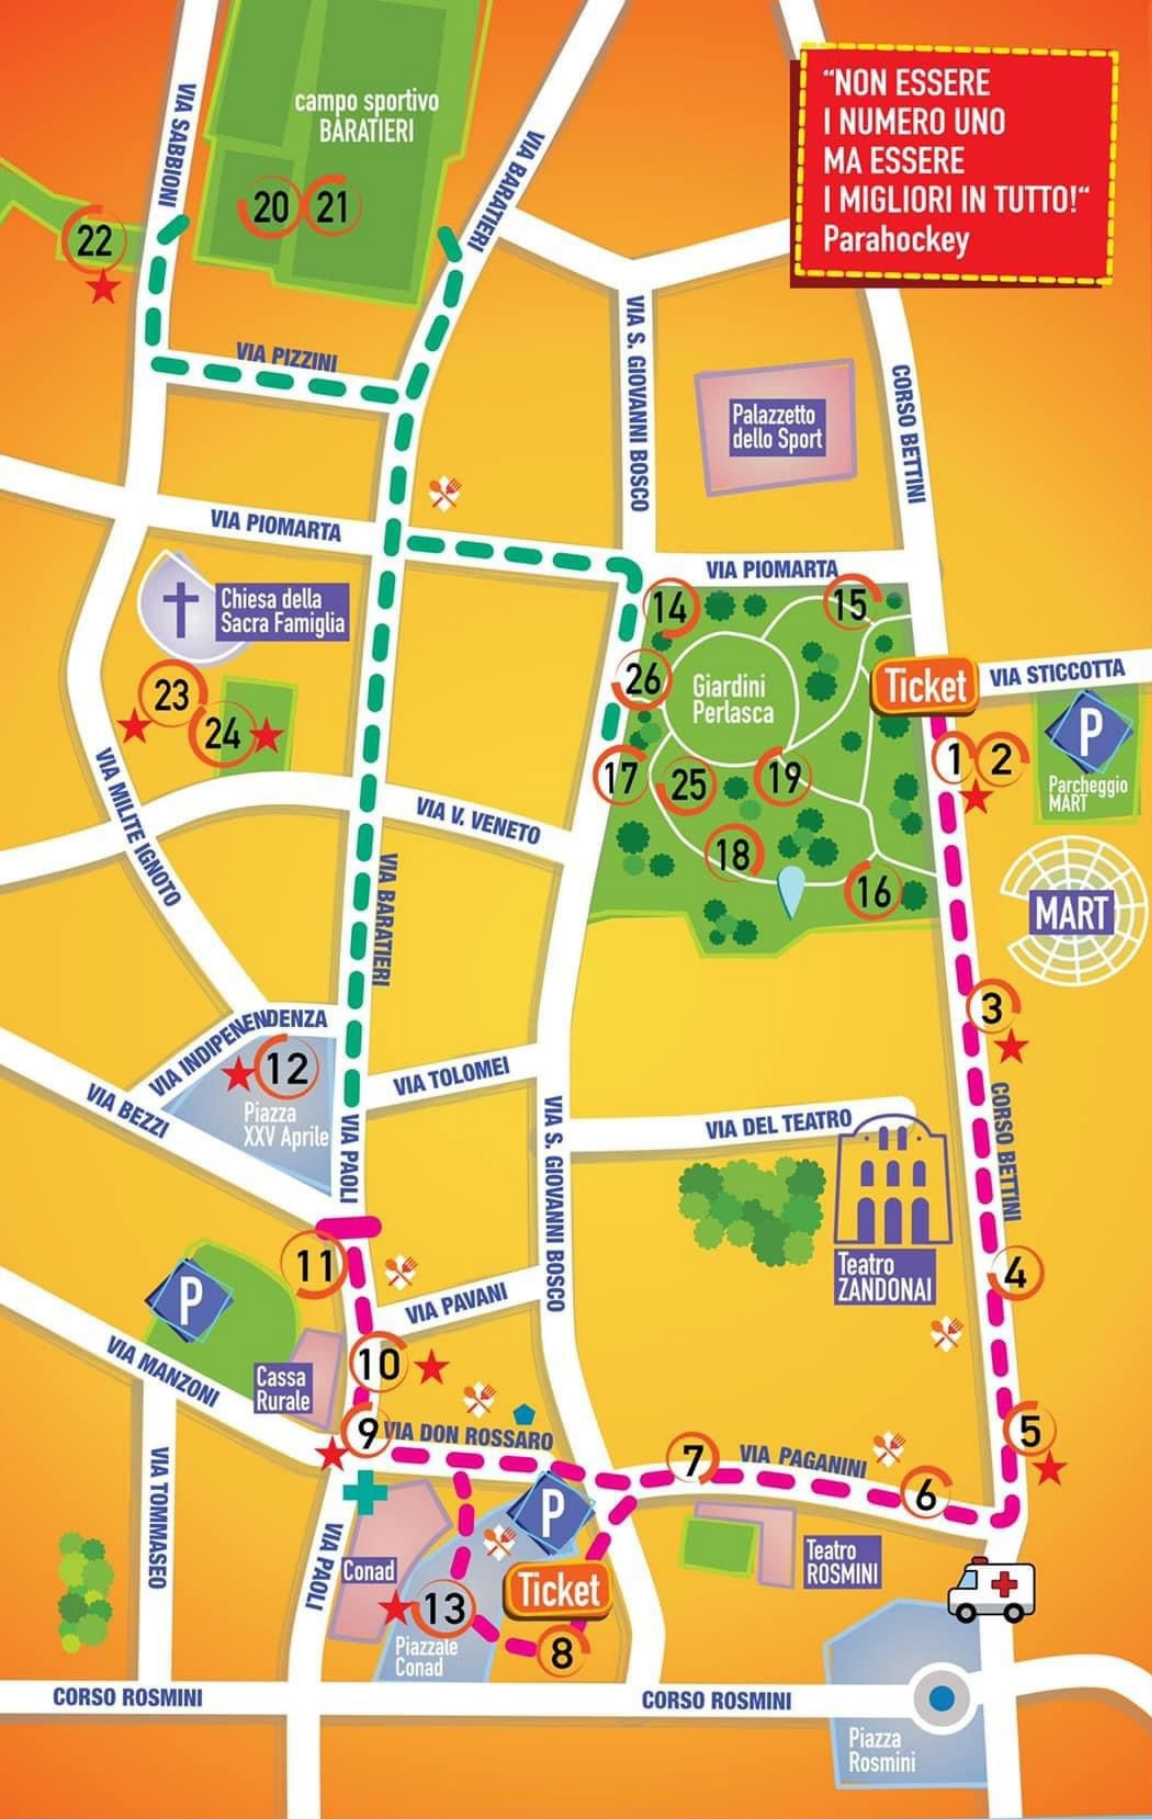 "NON ESSERE
I NUMERO UNO
MA ESSERE
I MIGLIORI IN TUTTO!"
Parahockey
campo sportivo
BARATIERI
VIA SABBIONI
VIA BARATIERI
20
21
22
VIA PIZZINI
VIA S. GIOVANNI BOSCO
Palazzetto
dello Sport
CORSO BETTINI
VIA PIOMARTA
VIA PIOMARTA
Chiesa della
Sacra Famiglia
14
15
26
Giardini
Perlasca
Ticket
VIA STICCOTTA
23
24
P
Parcheggio
MART
1
2
17
25
19
18
16
VIA MILITE IGNOTO
VIA V. VENETO
VIA BARATIERI
MART
3
VIA INDIPENENDENZA
12
Piazza
XXV Aprile
VIA BEZZI
VIA TOLOMEI
VIA PAOLI
VIA S. GIOVANNI BOSCO
VIA DEL TEATRO
CORSO BETTINI
Teatro
ZANDONAI
4
11
P
VIA PAVANI
VIA MANZONI
Cassa
Rurale
10
9
VIA DON ROSSARO
7
VIA PAGANINI
6
5
VIA TOMMASEO
VIA PAOLI
P
Conad
Ticket
Teatro
ROSMINI
13
Piazzale
Conad
8
CORSO ROSMINI
CORSO ROSMINI
Piazza
Rosmini